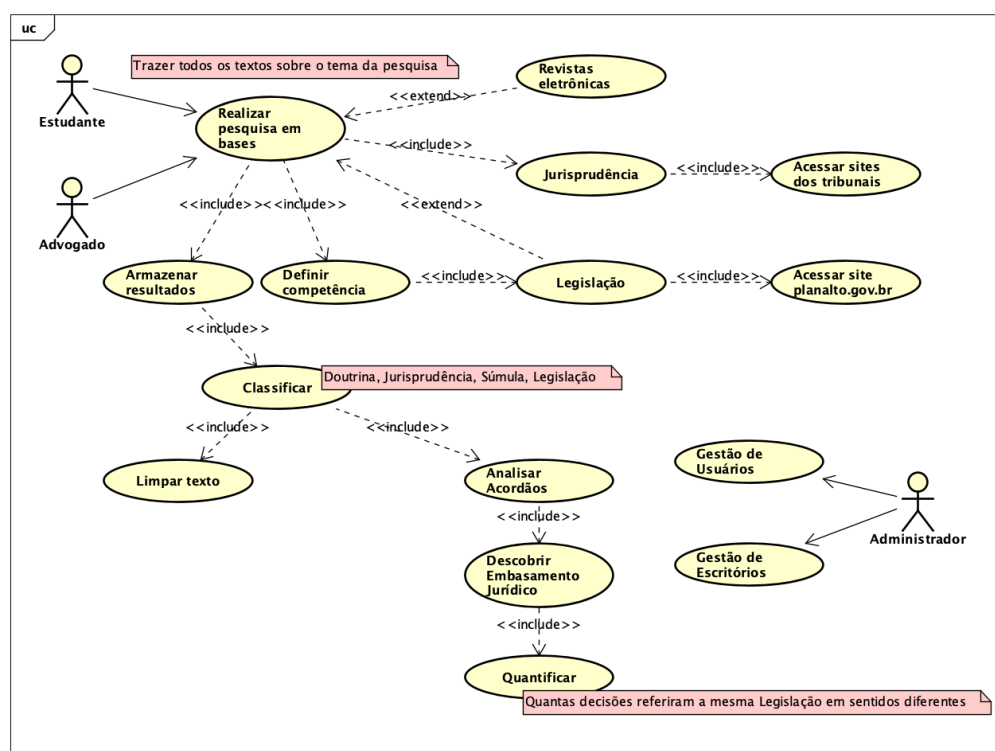 uc
Trazer todos os textos sobre o tema da pesquisa
Revistas
eletrônicas
<<extend>>
Estudante
Realizar
pesquisa em
bases
<<include>>
Jurisprudência
<<include>>
Acessar sites
dos tribunais
Advogado
<<include>>
<<include>>
<<extend>>
Armazenar
resultados
Definir
competência
<<include>>
Legislação
<<include>>
Acessar site
planalto.gov.br
<<include>>
Classificar
Doutrina, Jurisprudência, Súmula, Legislação
<<include>>
<<include>>
Limpar texto
Analisar
Acordãos
Gestão de
Usuários
<<include>>
Administrador
Descobrir
Embasamento
Jurídico
Gestão de
Escritórios
<<include>>
Quantificar
Quantas decisões referiram a mesma Legislação em sentidos diferentes